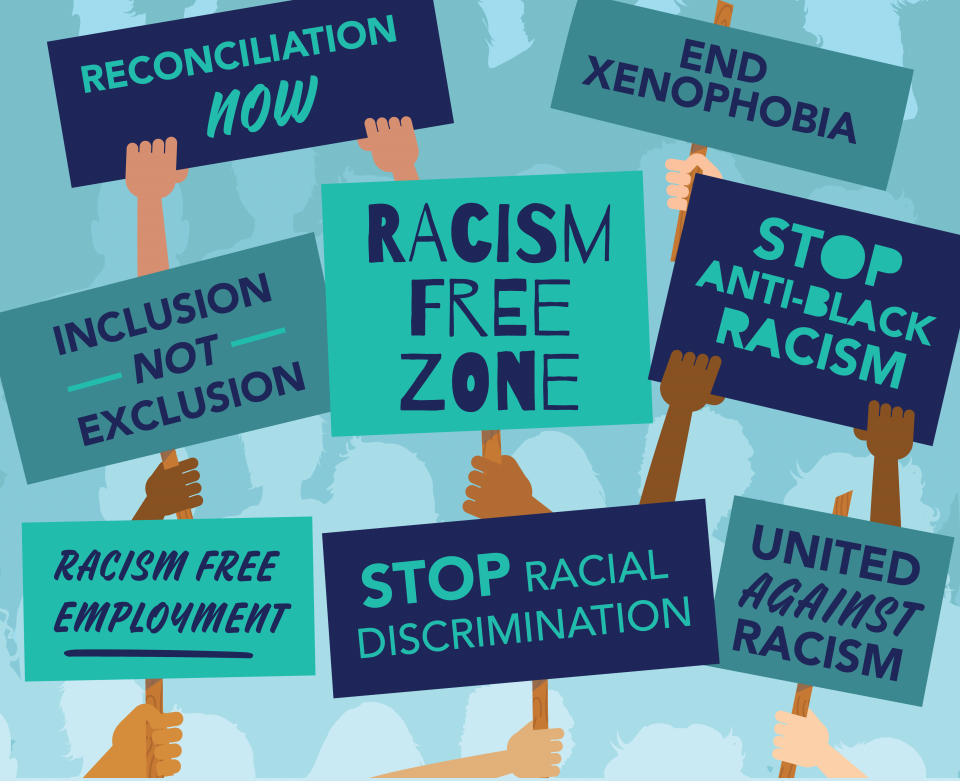 RECONCILIATION
NOW
END
XENOPHOBIA
RACISM
FREE
ZONE
STOP
ANTI-BLACK
RACISM
INCLUSION
NOT
EXCLUSION
RACISM FREE
EMPLOYMENT
STOP RACIAL
DISCRIMINATION
UNITED
AGAINST
RACISM